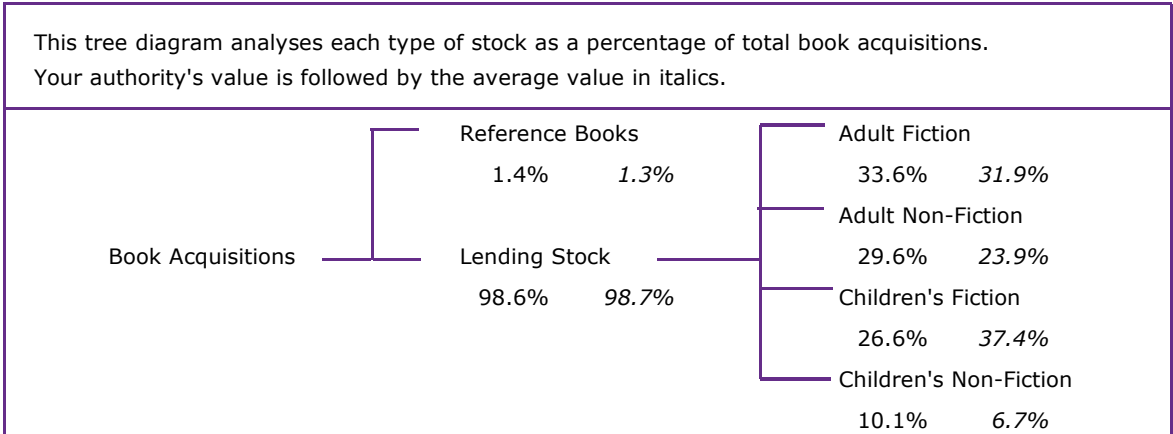 This tree diagram analyses each type of stock as a percentage of total book acquisitions.
Your authority's value is followed by the average value in italics.
Reference Books
1.4% 1.3%
Book Acquisitions
Lending Stock
98.6% 98.7%
Adult Fiction
33.6% 31.9%
Adult Non-Fiction
29.6% 23.9%
Children's Fiction
26.6% 37.4%
Children's Non-Fiction
10.1% 6.7%